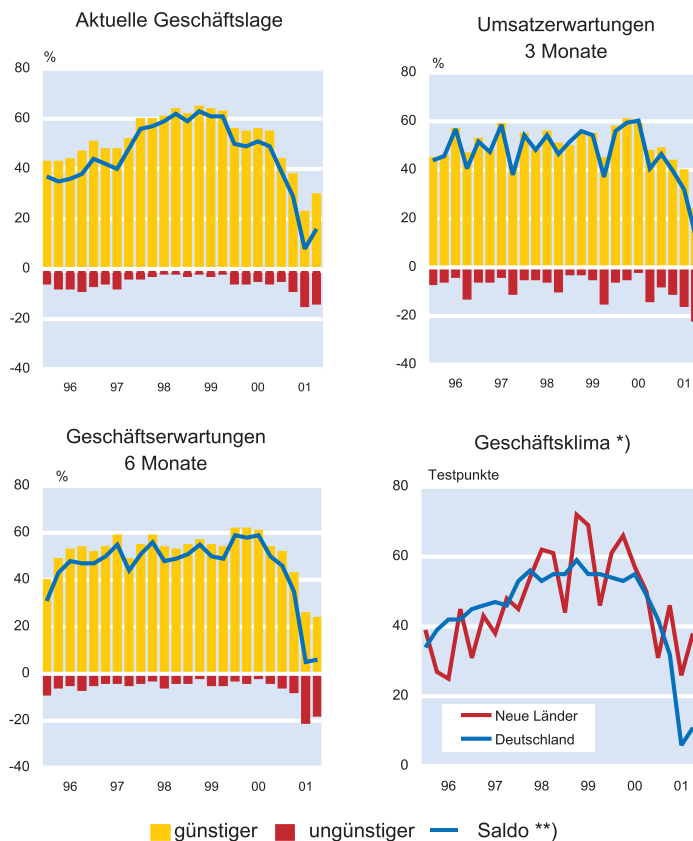 Aktuelle Geschäftslage
%
80
60
40
20
0
-20
-40
96 97 98 99 00 01
Umsatzerwartungen
3 Monate
%
80
60
40
20
0
-20
-40
96 97 98 99 00 01
Geschäftserwartungen
6 Monate
%
80
60
40
20
0
-20
-40
96 97 98 99 00 01
Geschäftsklima *)
Testpunkte
80
60
40
20
0
Neue Länder
Deutschland
96 97 98 99 00 01
günstiger ungünstiger Saldo **)